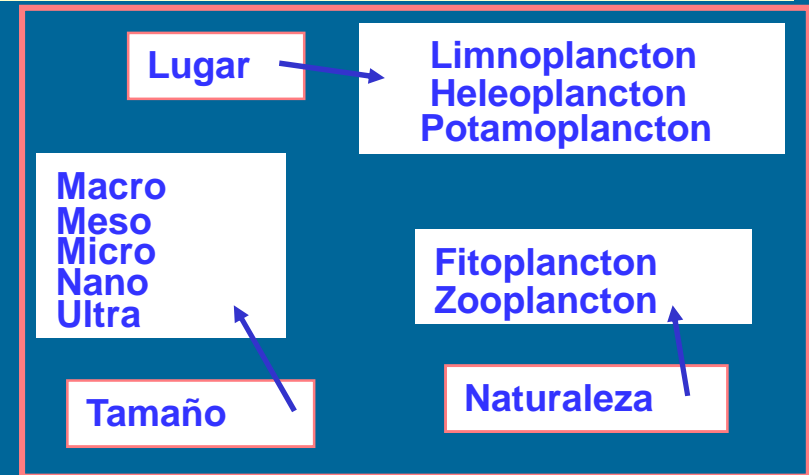 Lugar
Limnoplancton
Heleoplancton
Potamoplancton
Macro
Meso
Micro
Nano
Ultra
Fitoplancton
Zooplancton
Tamaño
Naturaleza